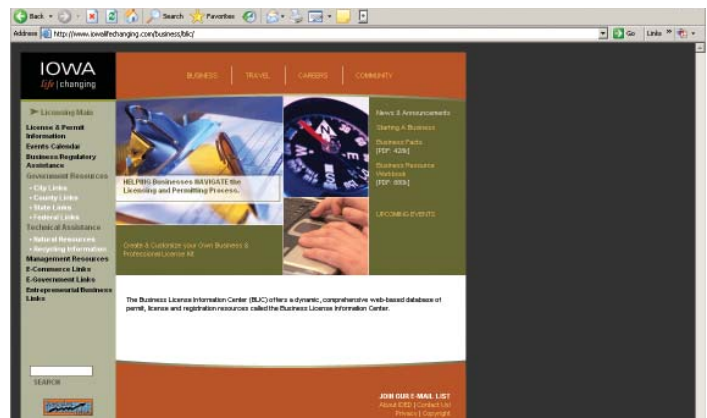 Back
Search
Favorites
Address http://www.iowalifechanging.com/business/blic/
Go
Links »
IOWA
life | changing
BUSINESS
TRAVEL
CAREERS
COMMUNITY
Licensing Main
License & Permit
Information
Events Calendar
Business Regulatory
Assistance
Government Resources
• City Links
• County Links
• State Links
• Federal Links
Technical Assistance
• Natural Resources
• Recycling Information
Management Resources
E-Commerce Links
E-Government Links
Entrepreneurial Business
Links
SEARCH
HELPING Businesses NAVIGATE the
Licensing and Permitting Process.
Create & Customize your Own Business &
Professional License Kit
News & Announcements
Starting A Business
Business Facts
[PDF: 428k]
Business Resource
Workbook
UPCOMING EVENTS
The Business License Information Center (BLIC) offers a dynamic, comprehensive web-based database of
permit, license and registration resources called the Business License Information Center.
JOIN OUR E-MAIL LIST
About IDED | Contact Us
Privacy | Copyright